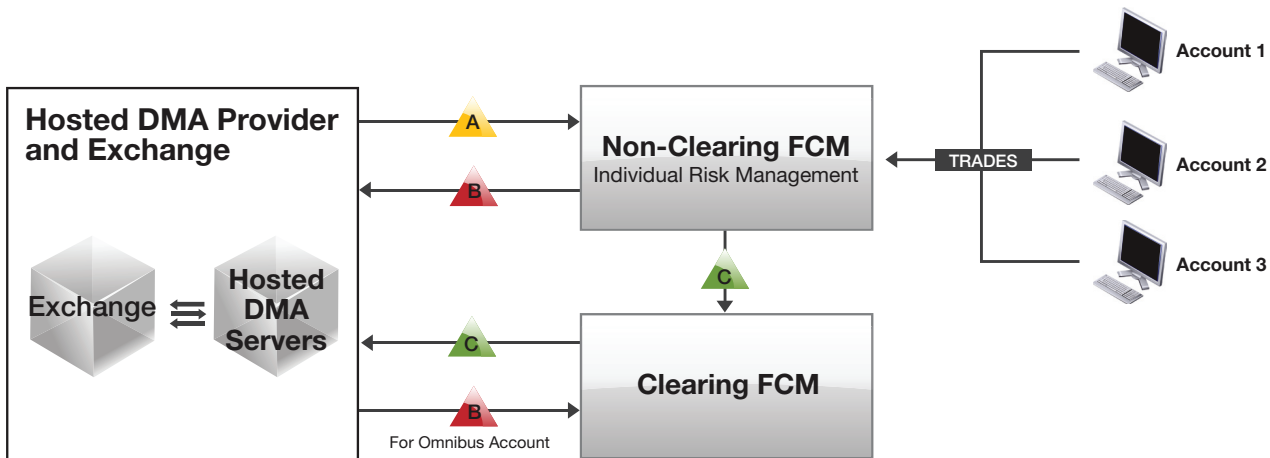 Hosted DMA Provider
and Exchange
Exchange
Hosted
DMA
Servers
A
B
C
B
For Omnibus Account
Non-Clearing FCM
Individual Risk Management
C
Clearing FCM
TRADES
Account 1
Account 2
Account 3